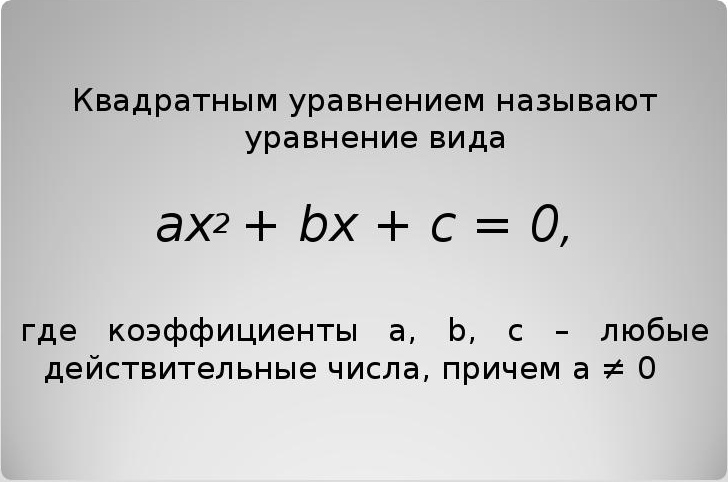 Квадратным уравнением называют
уравнение вида
ax² + bx + c = 0,
где коэффициенты a, b, c – любые
действительные числа, причем a ≠ 0